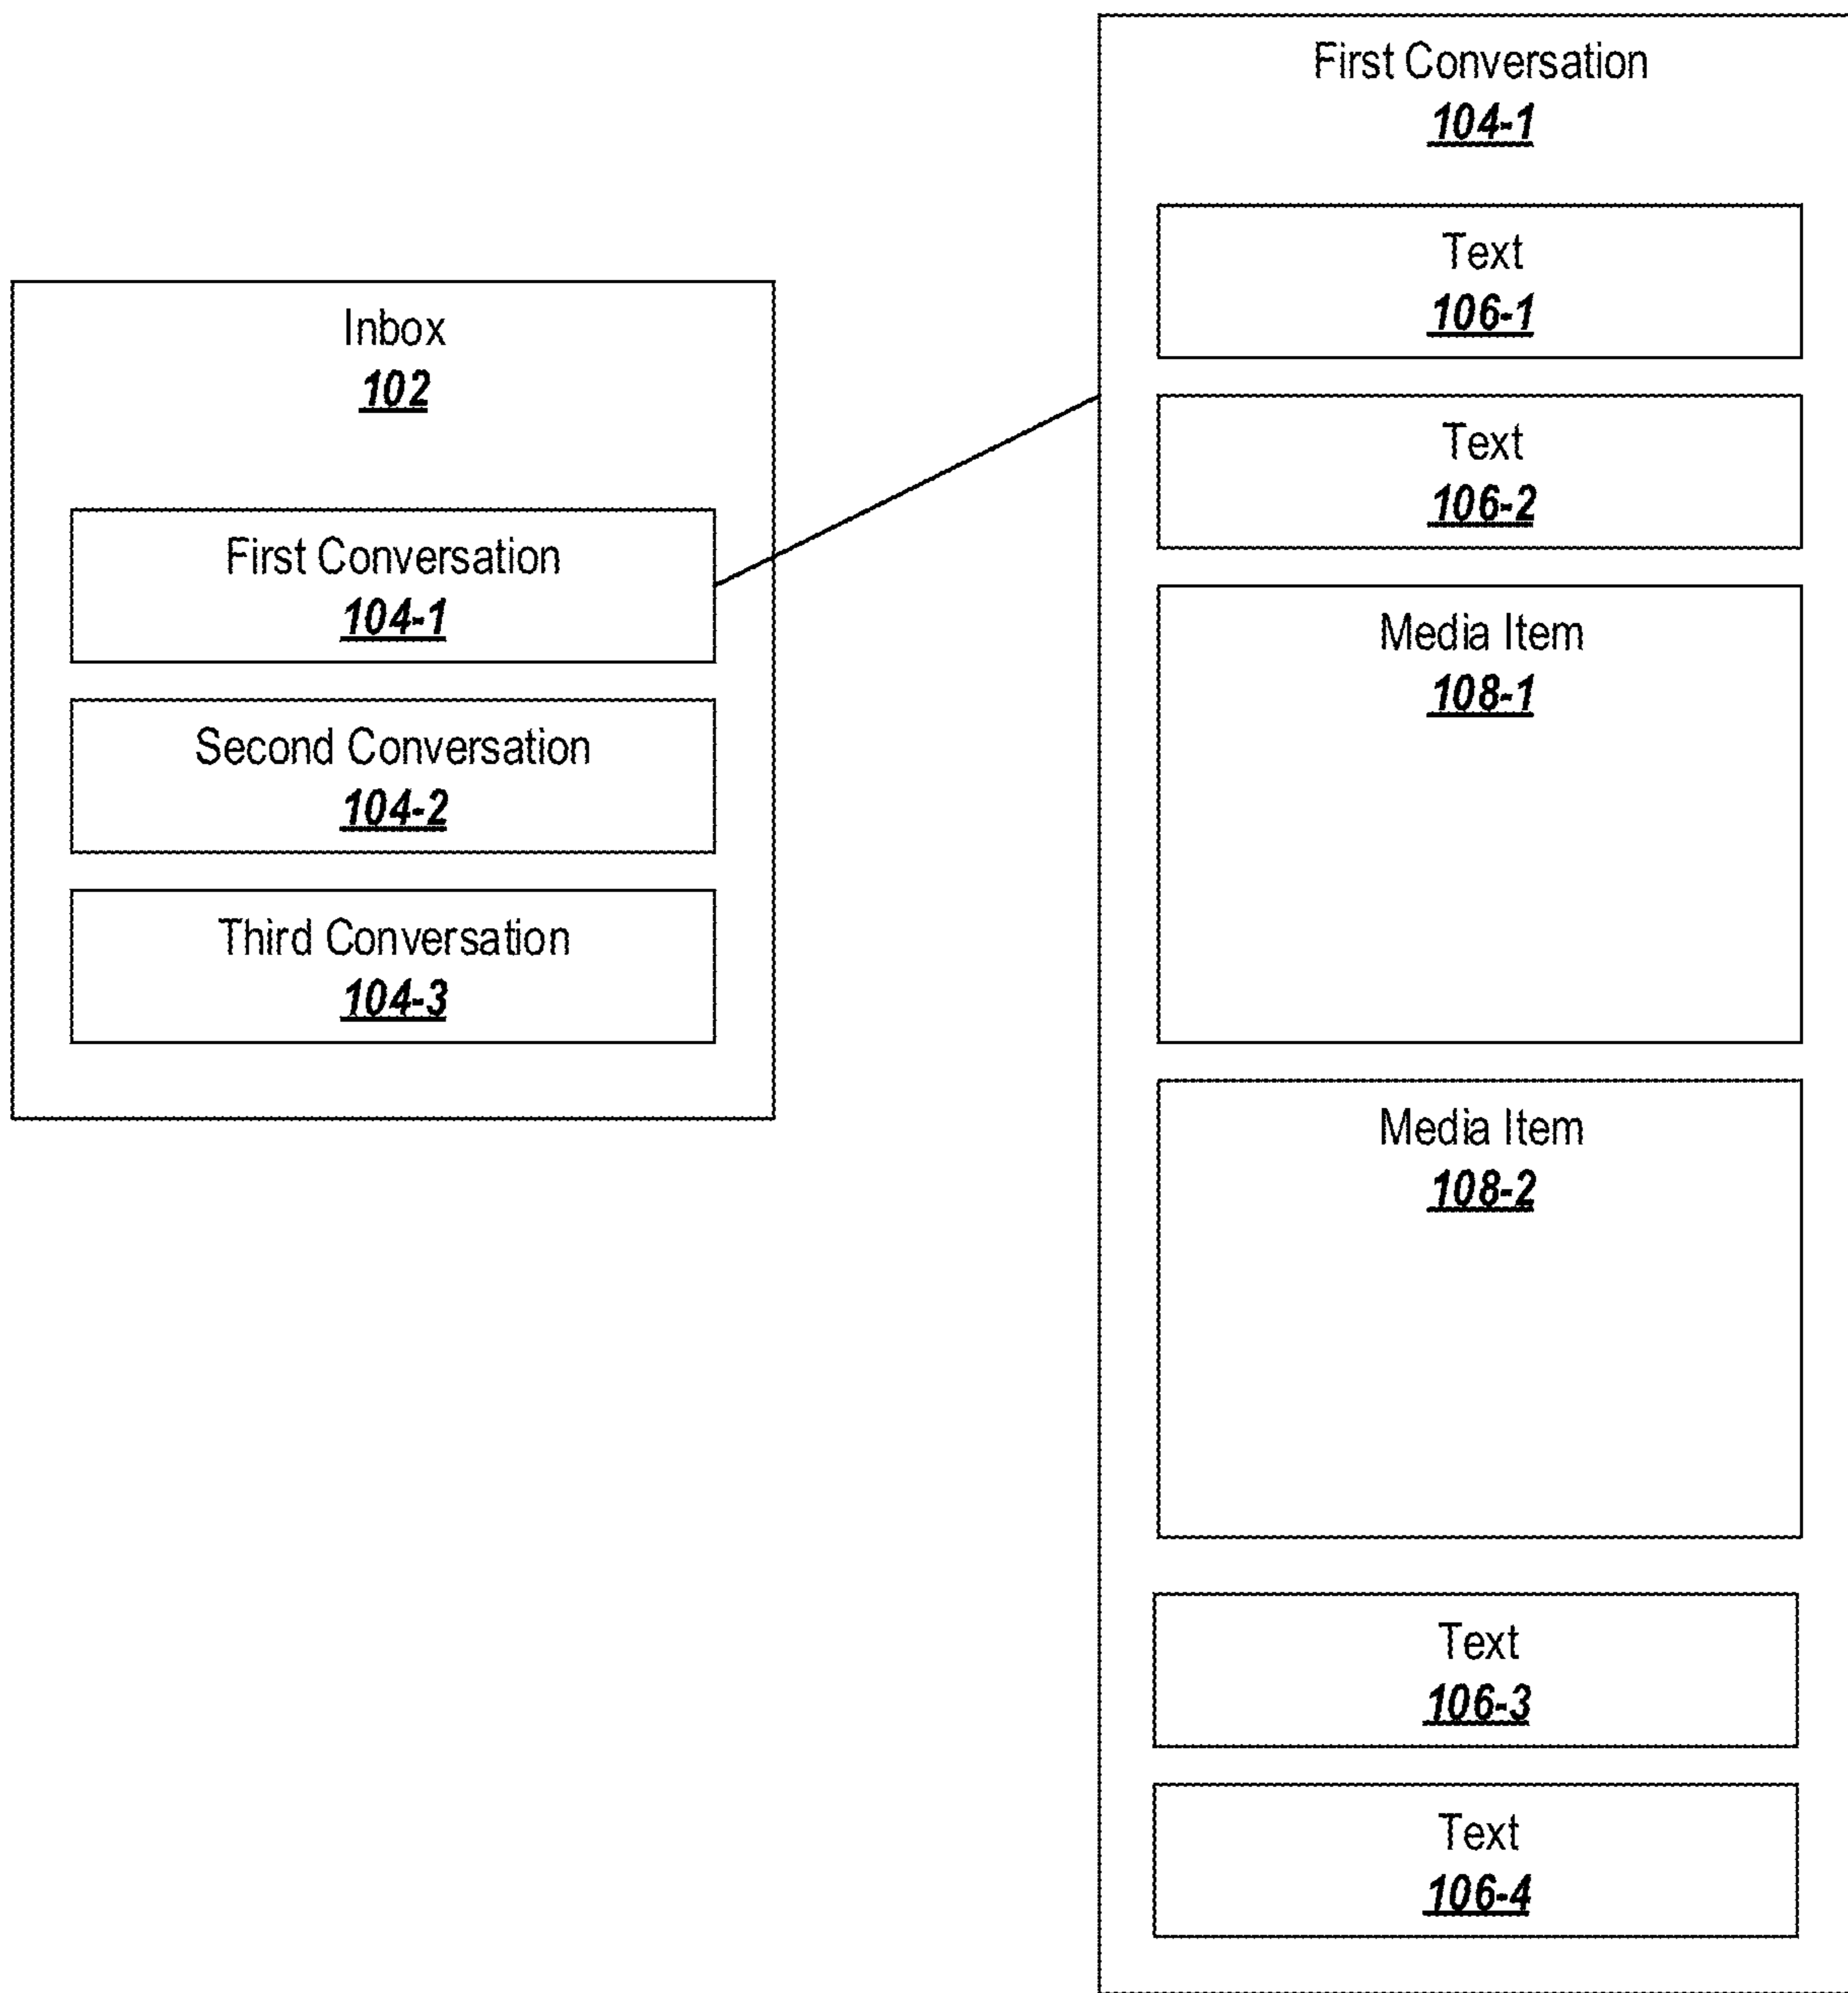 Inbox
102
First Conversation
104-1
Second Conversation
104-2
Third Conversation
104-3
First Conversation
104-1
Text
106-1
Text
106-2
Media Item
108-1
Media Item
108-2
Text
106-3
Text
106-4